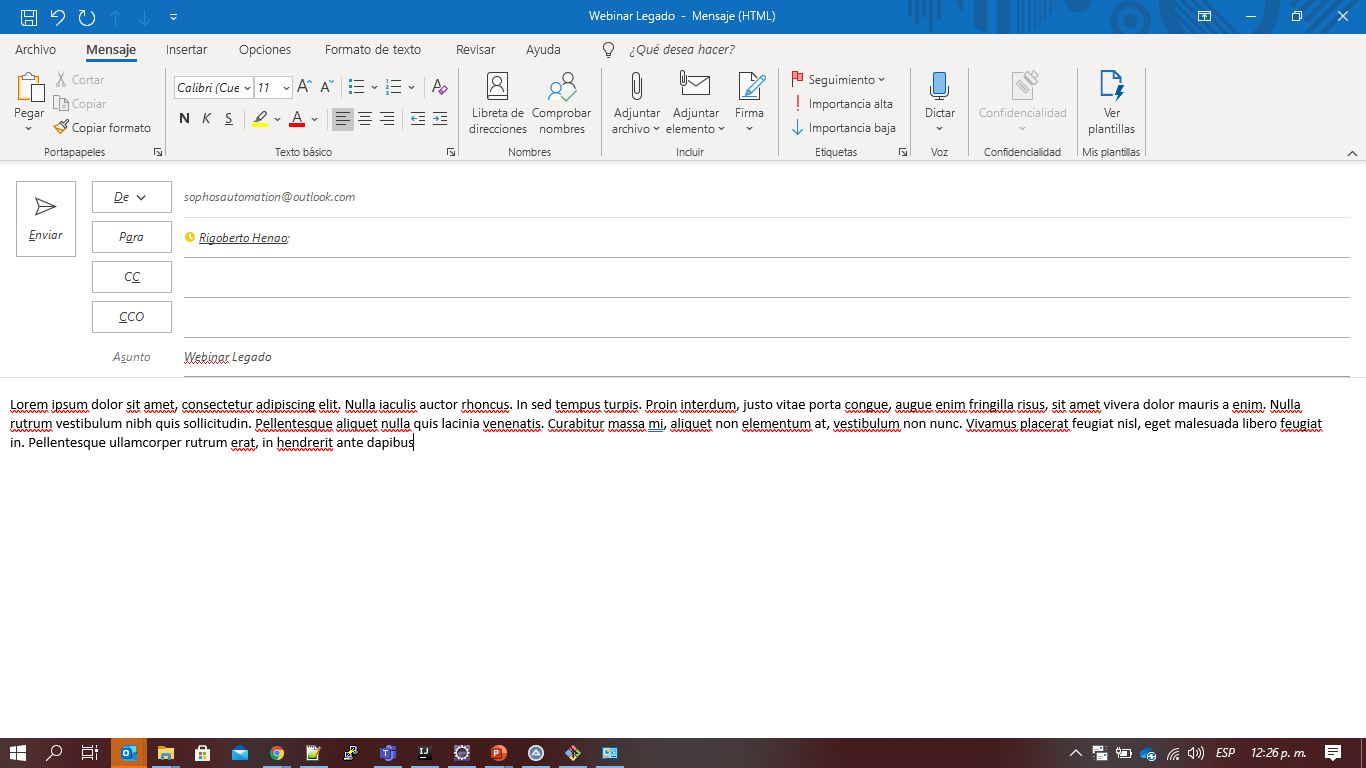 Webinar Legado - Mensaje (HTML)
Archivo Mensaje Insertar Opciones Formato de texto Revisar Ayuda ¿Qué desea hacer?
Pegar
Cortar
Copiar
Copiar formato
Portapapeles
Calibri (Cue 11
N K S A
Texto básico
Libreta de direcciones
Comprobar nombres
Nombres
Adjuntar archivo
Adjuntar elemento
Firma
Incluir
Seguimiento
Importancia alta
Importancia baja
Etiquetas
Dictar
Voz
Confidencialidad
Confidencialidad
Ver plantillas
Mis plantillas
Enviar
De sophosautomation@outlook.com
Para Rigoberto Henao;
CC
CCO
Asunto Webinar Legado
Lorem ipsum dolor sit amet, consectetur adipiscing elit. Nulla iaculis auctor rhoncus. In sed tempus turpis. Proin interdum, justo vitae porta congue, augue enim fringilla risus, sit amet vivera dolor mauris a enim. Nulla
rutrum vestibulum nibh quis sollicitudin. Pellentesque aliquet nulla quis lacinia venenatis. Curabitur massa mi, aliquet non elementum at, vestibulum non nunc. Vivamus placerat feugiat nisl, eget malesuada libero feugiat
in. Pellentesque ullamcorper rutrum erat, in hendrerit ante dapibus
ESP 12:26 p. m.